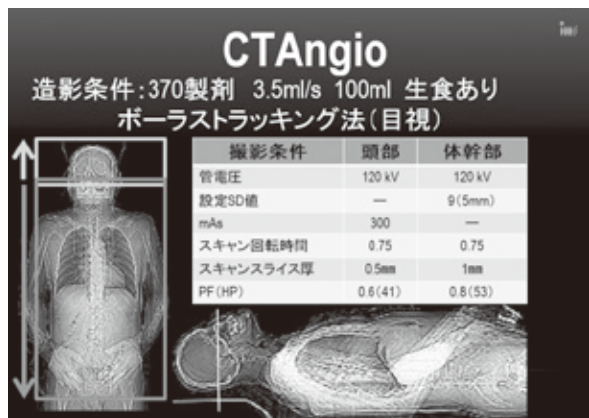 CTAngio
造影条件:370製剤 3.5ml/s 100ml 生食あり
ボーラストラッキング法(目視)
撮影条件 頭部 体幹部
管電圧 120 kV 120 kV
設定SD値 ― 9(5mm)
mAs 300 ―
スキャン回転時間 0.75 0.75
スキャンスライス厚 0.5mm 1mm
PF(HP) 0.6(41) 0.8(53)